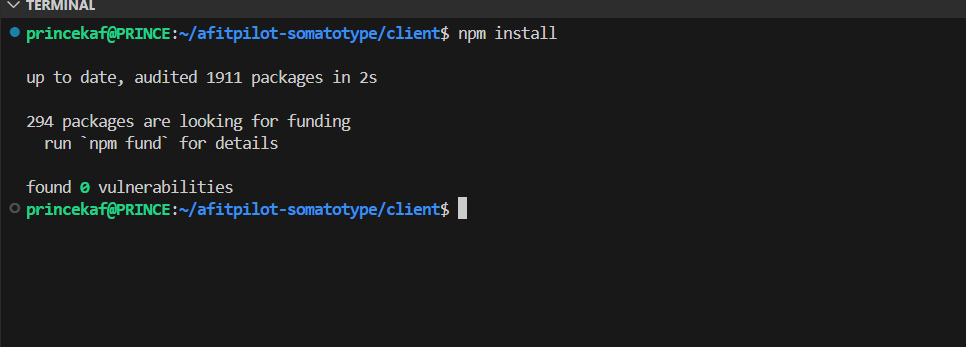 TERMINAL
princekaf@PRINCE:~/afitpilot-somatotype/client$ npm install
up to date, audited 1911 packages in 2s
294 packages are looking for funding
  run `npm fund` for details
found 0 vulnerabilities
princekaf@PRINCE:~/afitpilot-somatotype/client$